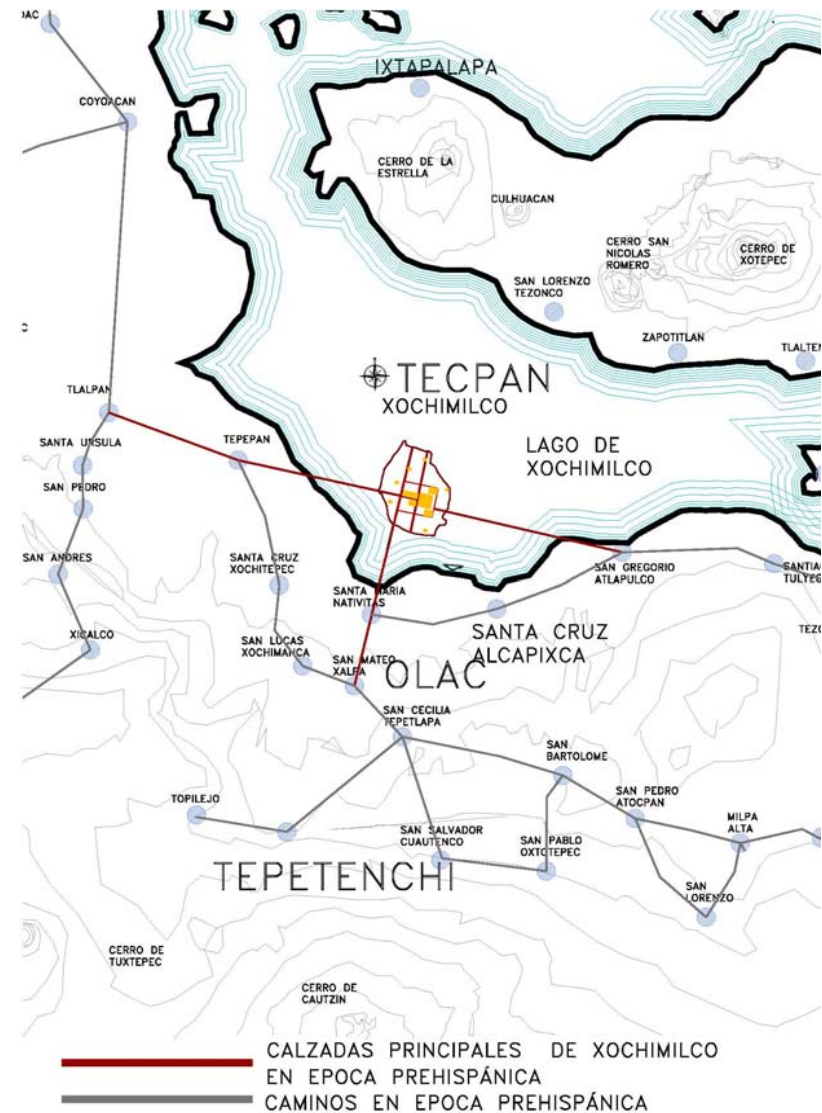 IXTAPALAPA
COYOACAN
CERRO DE LA
ESTRELLA
CULHUACAN
CERRO SAN
NICOLAS
ROMERO
CERRO DE
XOTEPEC
SAN LORENZO
TEZONCO
ZAPOTITLAN
TECPAN
XOCHIMILCO
TLALPAN
SANTA URSULA
TEPEPAN
LAGO DE
XOCHIMILCO
SAN PEDRO
SAN ANDRES
SANTA CRUZ
XOCHITEPEC
SAN GREGORIO
ATLAPULCO
SANTA MARIA
NATIVITAS
XICALCO
SAN LUCAS
XOCHIMANCA
SANTA CRUZ
ALCAPIXCA
SAN MATEO
XALPA
OLAC
SAN CECILIA
TEPETLAPA
SAN
BARTOLOME
TOPILEJO
SAN PEDRO
ATOCPAN
MILPA
ALTA
SAN SALVADOR
CUAUTENCO
SAN PABLO
OXTOTEPEC
TEPETENCHI
SAN
LORENZO
CERRO DE
TUXTEPEC
CERRO DE
CAUTZIN
CALZADAS PRINCIPALES DE XOCHIMILCO
EN EPOCA PREHISPÁNICA
CAMINOS EN EPOCA PREHISPÁNICA